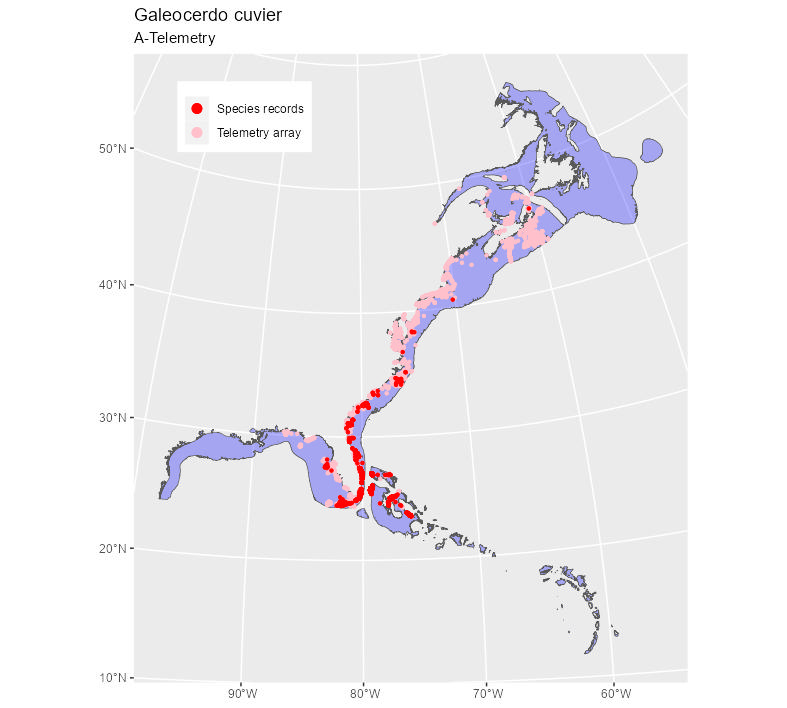 Galeocerdo cuvier
A-Telemetry
Species records
Telemetry array
50°N
40°N
30°N
20°N
10°N
90°W 80°W 70°W 60°W